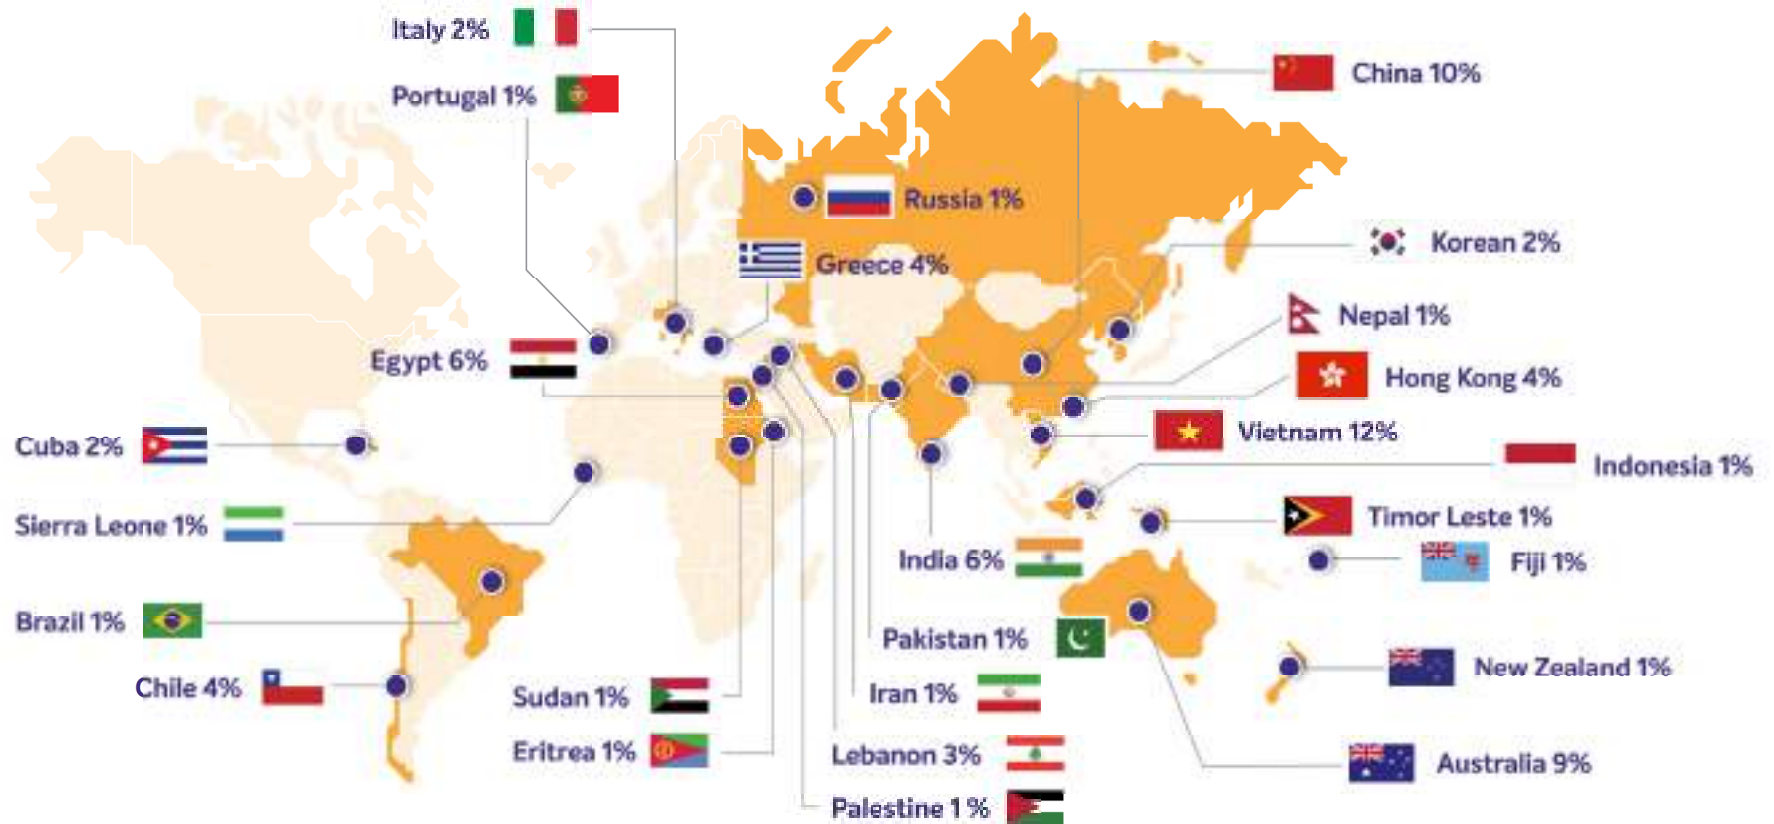 Italy 2%
Portugal 1%
China 10%
Russia 1%
Korean 2%
Greece 4%
Nepal 1%
Egypt 6%
Hong Kong 4%
Cuba 2%
Vietnam 12%
Indonesia 1%
Sierra Leone 1%
Timor Leste 1%
India 6%
Fiji 1%
Brazil 1%
Pakistan 1%
New Zealand 1%
Chile 4%
Sudan 1%
Iran 1%
Eritrea 1%
Lebanon 3%
Australia 9%
Palestine 1 %